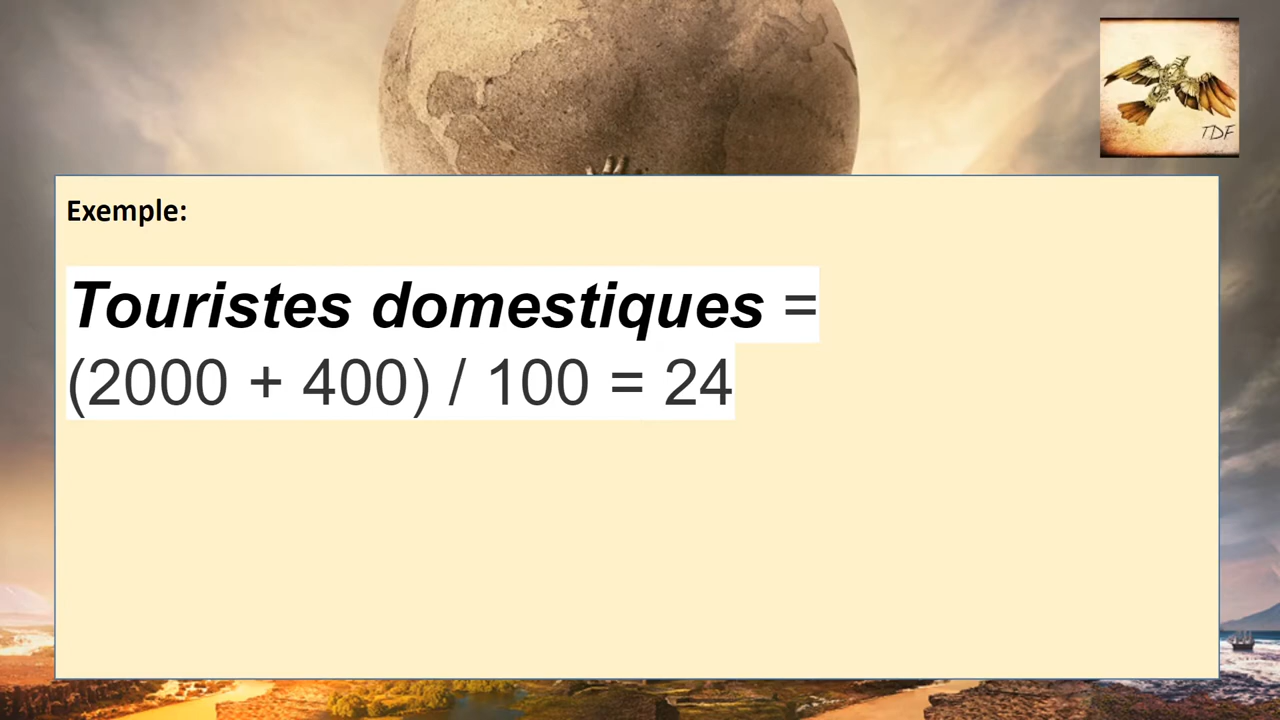 TDF
Exemple:
Touristes domestiques =
(2000 + 400) / 100 = 24